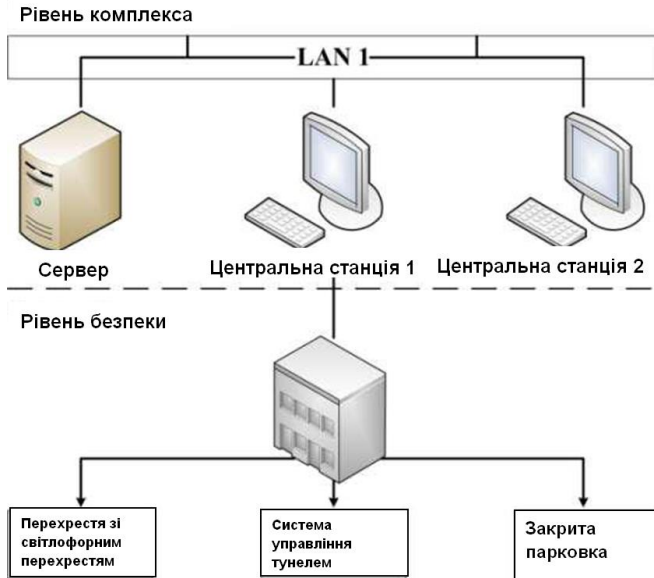 Рівень комплекса
LAN 1
Сервер
Центральна станція 1
Центральна станція 2
Рівень безпеки
Перехрестя зі
світлофорним
перехрестям
Система
управління
тунелем
Закрита
парковка